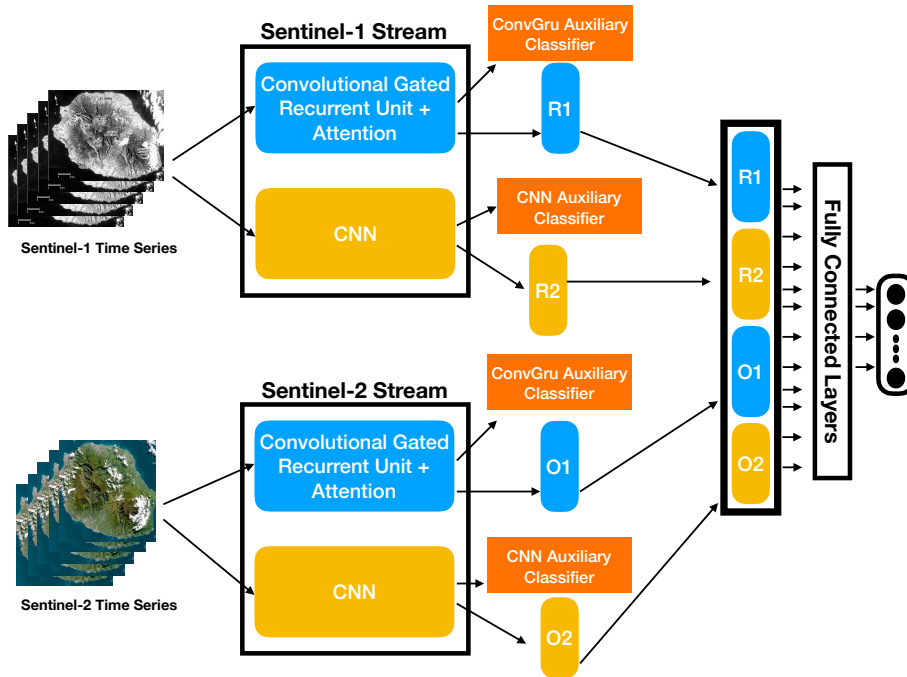 Sentinel-1 Stream
ConvGru Auxiliary
Classifier
Convolutional Gated
Recurrent Unit +
Attention
R1
CNN Auxiliary
Classifier
CNN
R2
Sentinel-1 Time Series
Sentinel-2 Stream
ConvGru Auxiliary
Classifier
Convolutional Gated
Recurrent Unit +
Attention
O1
CNN Auxiliary
Classifier
CNN
O2
Sentinel-2 Time Series
R1
R2
O1
O2
Fully Connected Layers